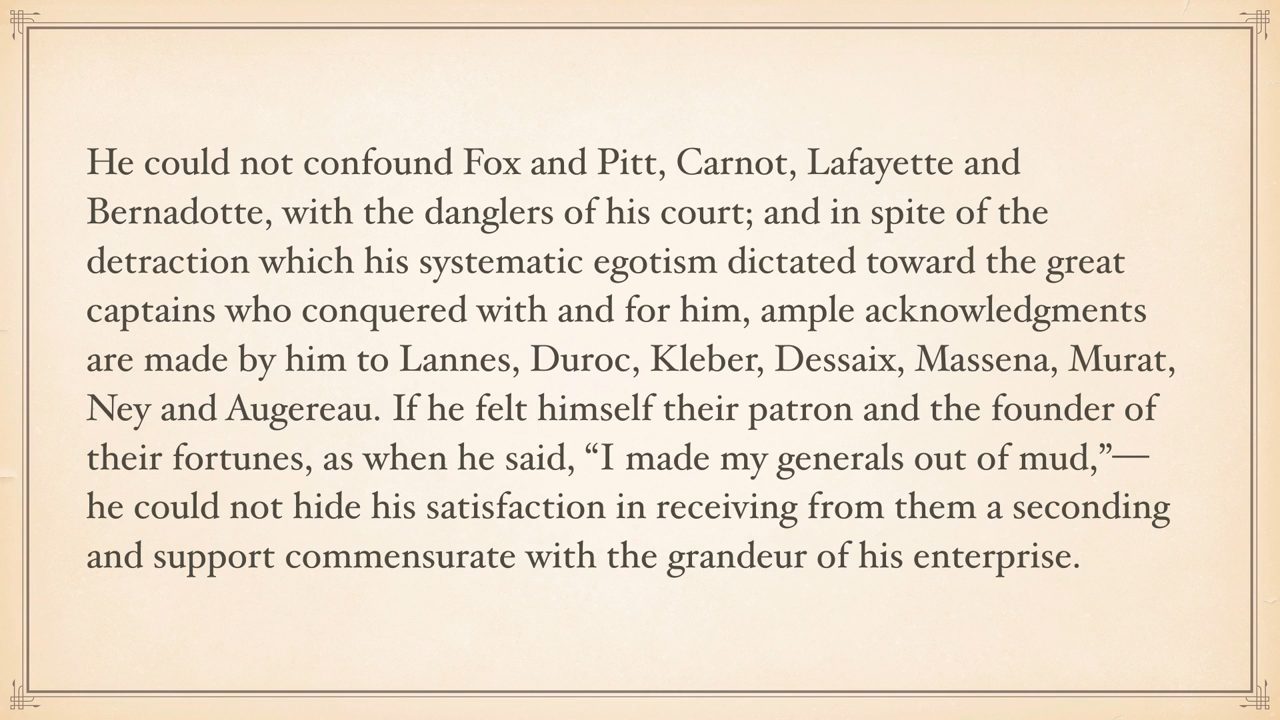 He could not confound Fox and Pitt, Carnot, Lafayette and
Bernadotte, with the danglers of his court; and in spite of the
detraction which his systematic egotism dictated toward the great
captains who conquered with and for him, ample acknowledgments
are made by him to Lannes, Duroc, Kleber, Dessaix, Massena, Murat,
Ney and Augereau. If he felt himself their patron and the founder of
their fortunes, as when he said, “I made my generals out of mud,”—
he could not hide his satisfaction in receiving from them a seconding
and support commensurate with the grandeur of his enterprise.